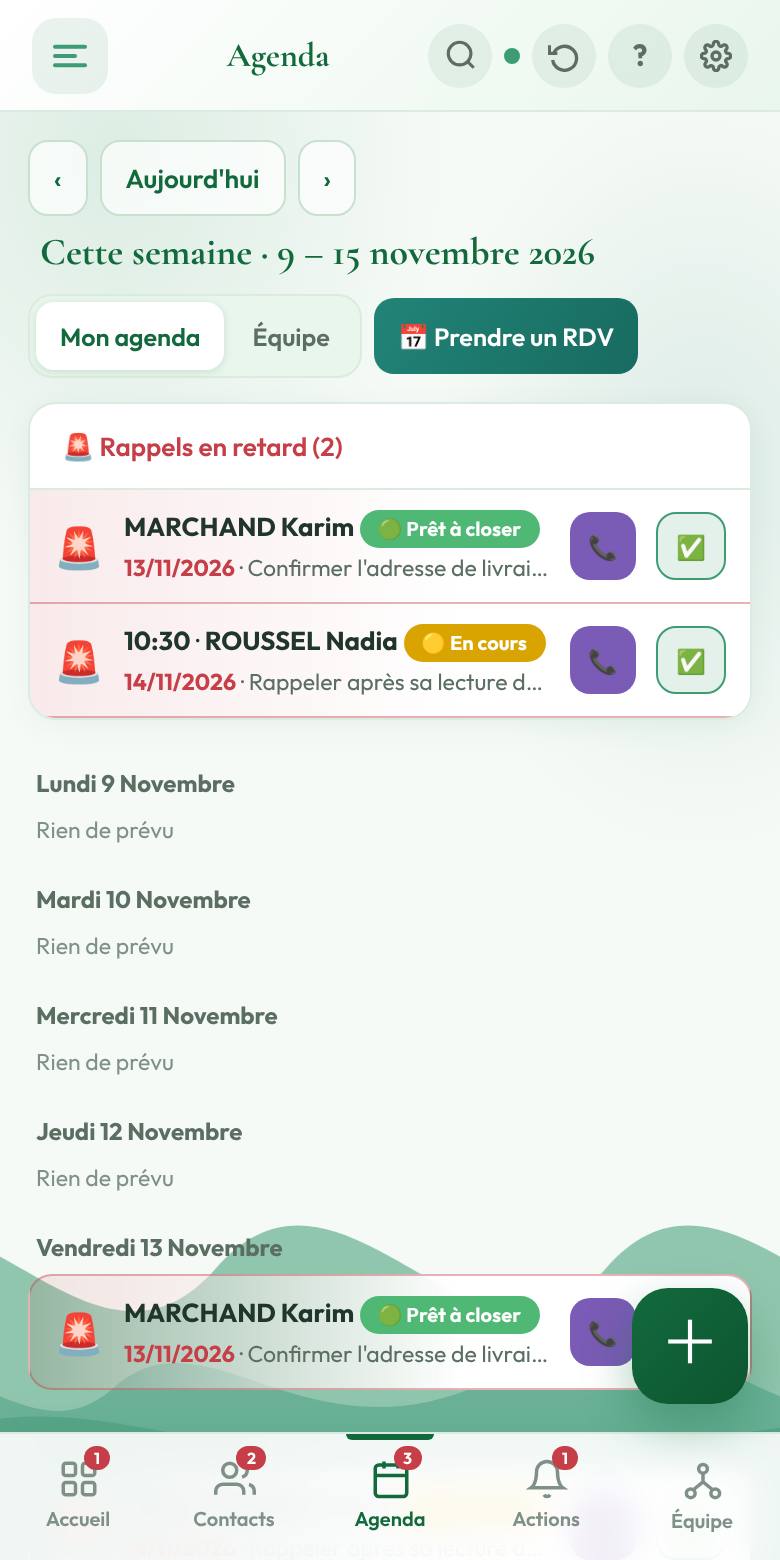 Agenda
?
‹ Aujourd'hui ›
Cette semaine · 9 – 15 novembre 2026
Mon agenda Équipe 📅 Prendre un RDV
🚨 Rappels en retard (2)
MARCHAND Karim 🟢 Prêt à closer
13/11/2026 · Confirmer l'adresse de livrai...
10:30 · ROUSSEL Nadia 🟡 En cours
14/11/2026 · Rappeler après sa lecture d...
Lundi 9 Novembre
Rien de prévu
Mardi 10 Novembre
Rien de prévu
Mercredi 11 Novembre
Rien de prévu
Jeudi 12 Novembre
Rien de prévu
Vendredi 13 Novembre
MARCHAND Karim 🟢 Prêt à closer
13/11/2026 · Confirmer l'adresse de livrai...
1 2 3 1
Accueil Contacts Agenda Actions Équipe